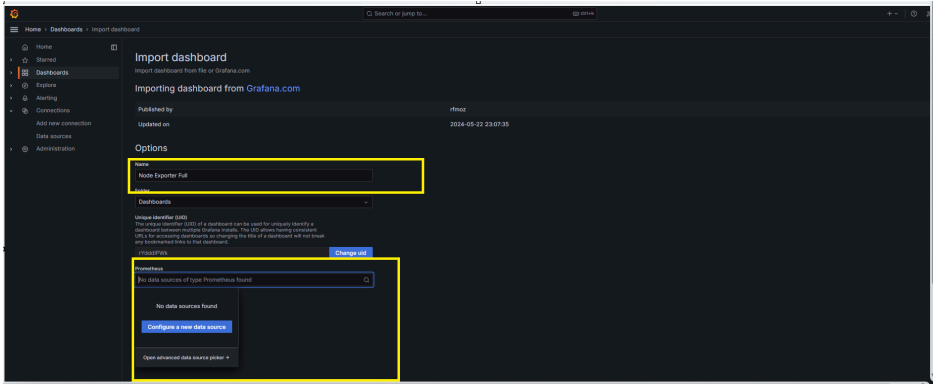 Search or jump to...
ctrl+k
Home › Dashboards › Import dashboard
Home
Starred
Dashboards
Explore
Alerting
Connections
Add new connection
Data sources
Administration
Import dashboard
Import dashboard from file or Grafana.com
Importing dashboard from Grafana.com
Published by rfmoz
Updated on 2024-05-22 23:07:35
Options
Name
Node Exporter Full
Folder
Dashboards
Unique identifier (UID)
The unique identifier (UID) of a dashboard can be used for uniquely identify a
dashboard between multiple Grafana installs. The UID allows having consistent
URLs for accessing dashboards so changing the title of a dashboard will not break
any bookmarked links to that dashboard.
Change uid
Prometheus
No data sources of type Prometheus found
No data sources found
Configure a new data source
Open advanced data source picker →